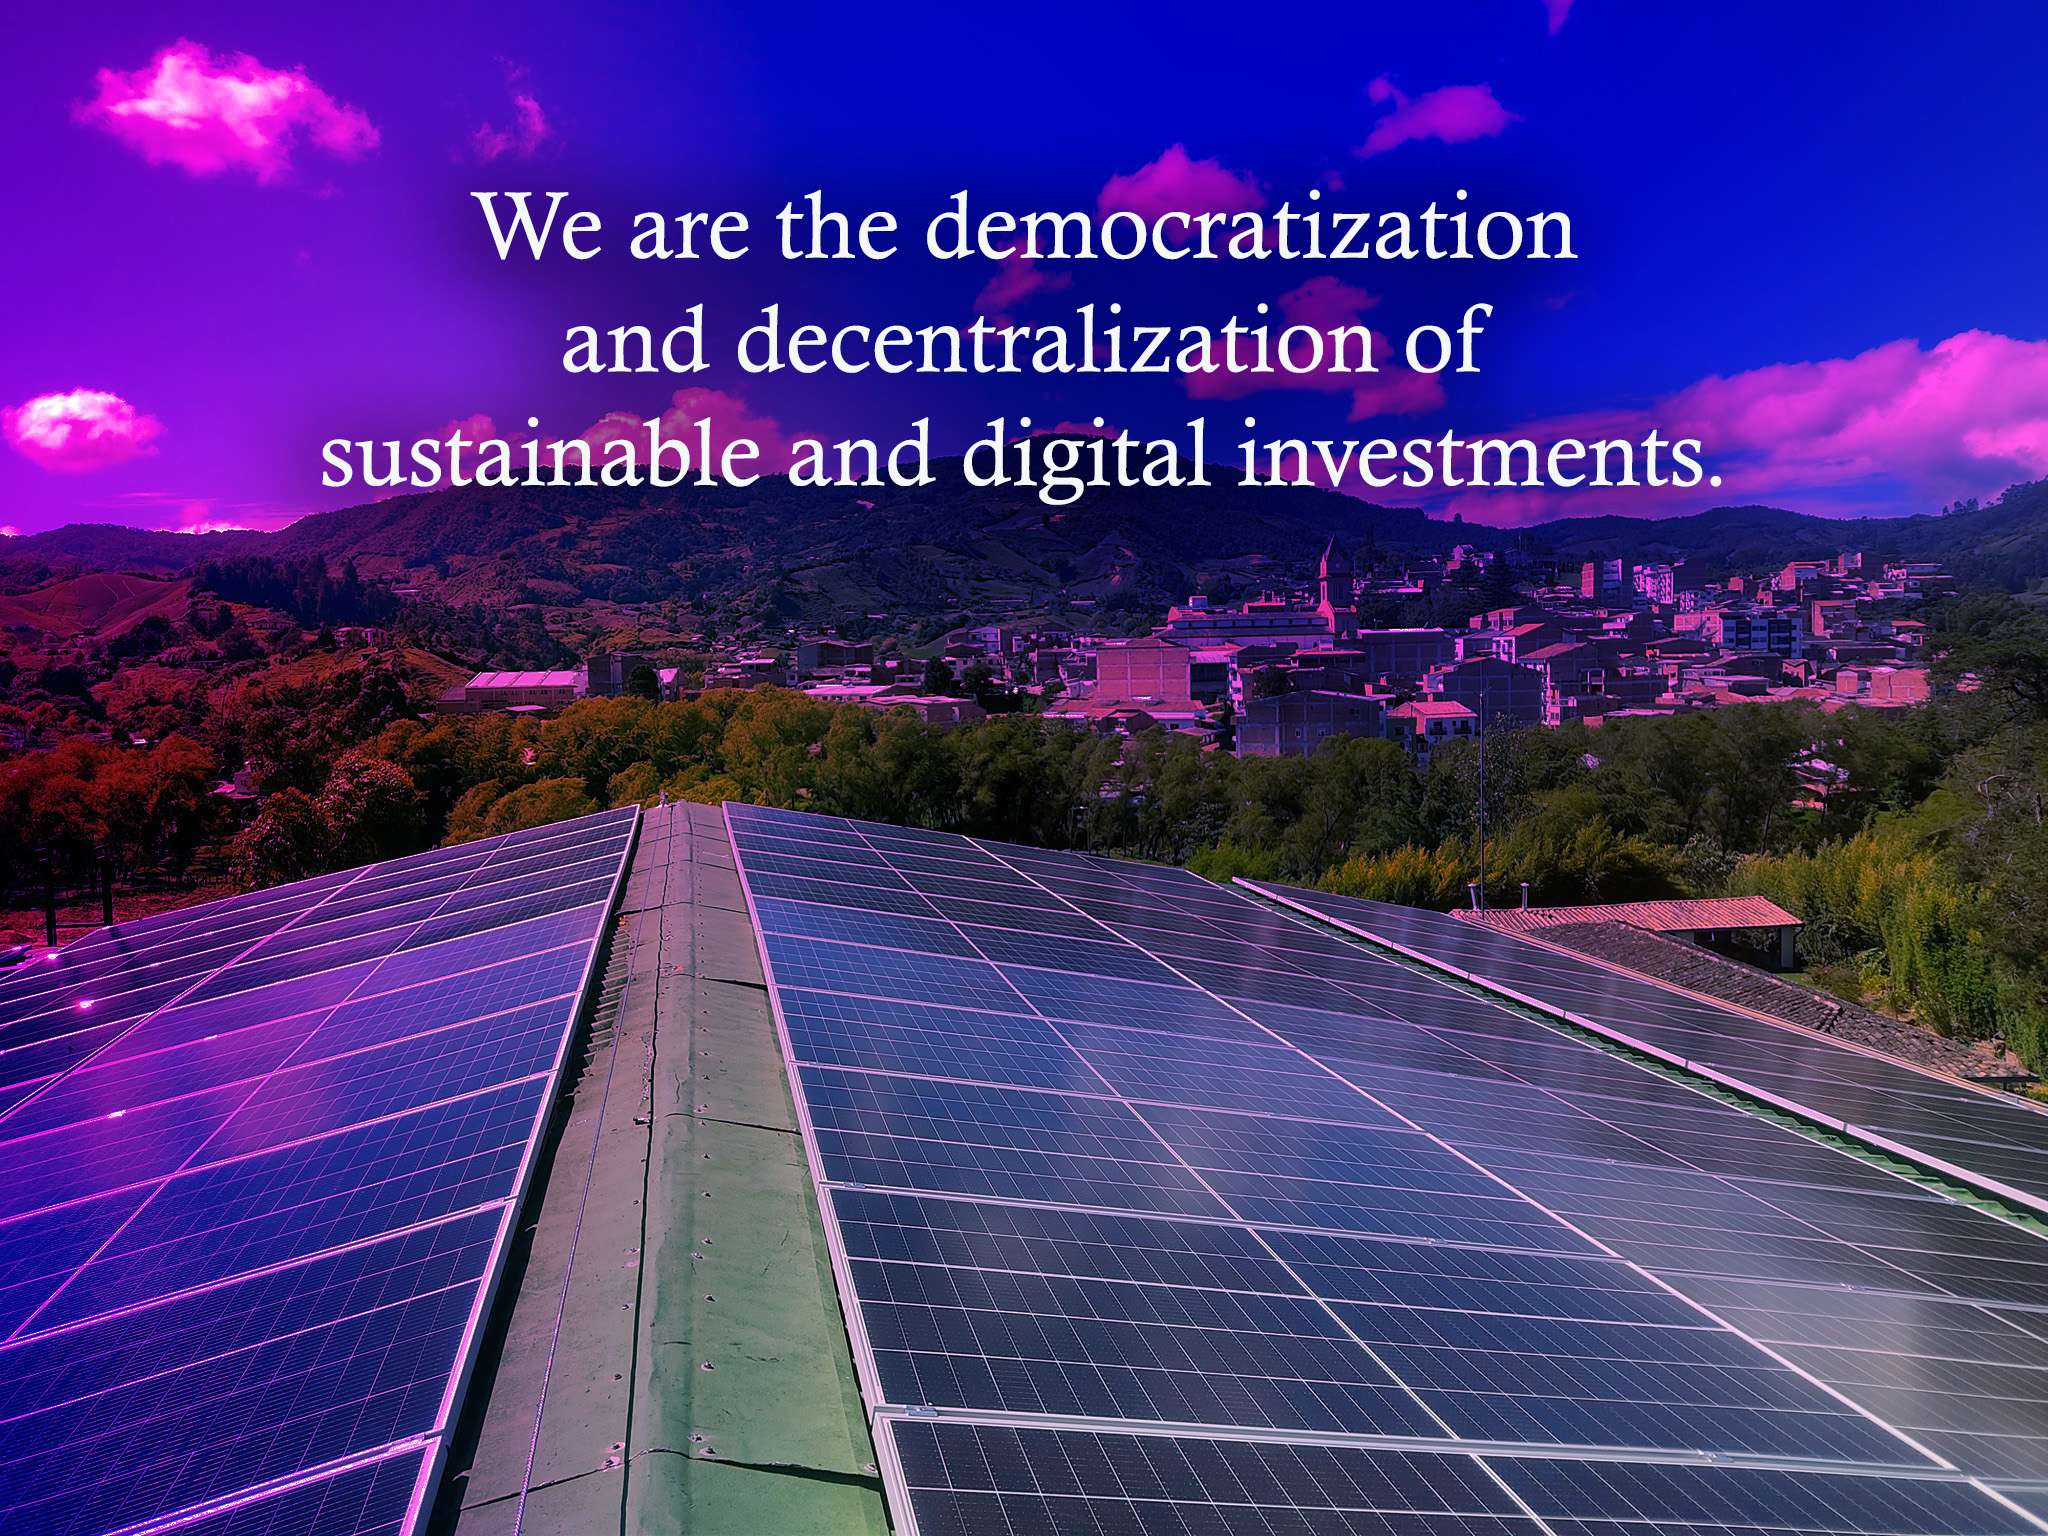 We are the democratization
and decentralization of
sustainable and digital investments.